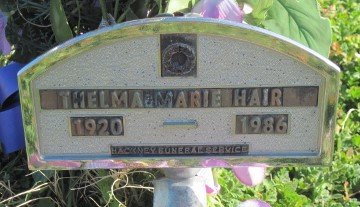 THELMA MARIE HAIR
1920 - 1986
HACKNEY FUNERAL SERVICE